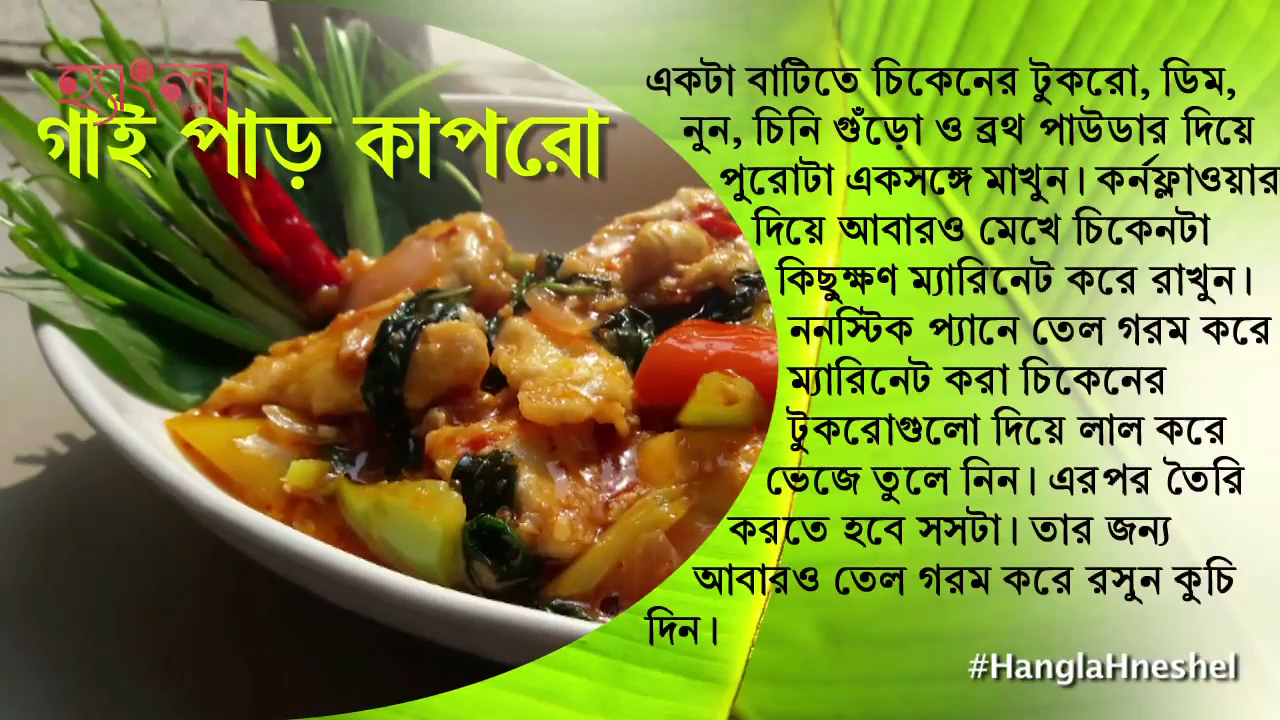 হ্যাংলা
গাই পাড় কাপরো
একটা বাটিতে চিকেনের টুকরো, ডিম,
নুন, চিনি গুঁড়ো ও ব্রথ পাউডার দিয়ে
পুরোটা একসঙ্গে মাখুন। কর্নফ্লাওয়ার
দিয়ে আবারও মেখে চিকেনটা
কিছুক্ষণ ম্যারিনেট করে রাখুন।
ননস্টিক প্যানে তেল গরম করে
ম্যারিনেট করা চিকেনের
টুকরোগুলো দিয়ে লাল করে
ভেজে তুলে নিন। এরপর তৈরি
করতে হবে সসটা। তার জন্য
আবারও তেল গরম করে রসুন কুচি
দিন।
#HanglaHneshel